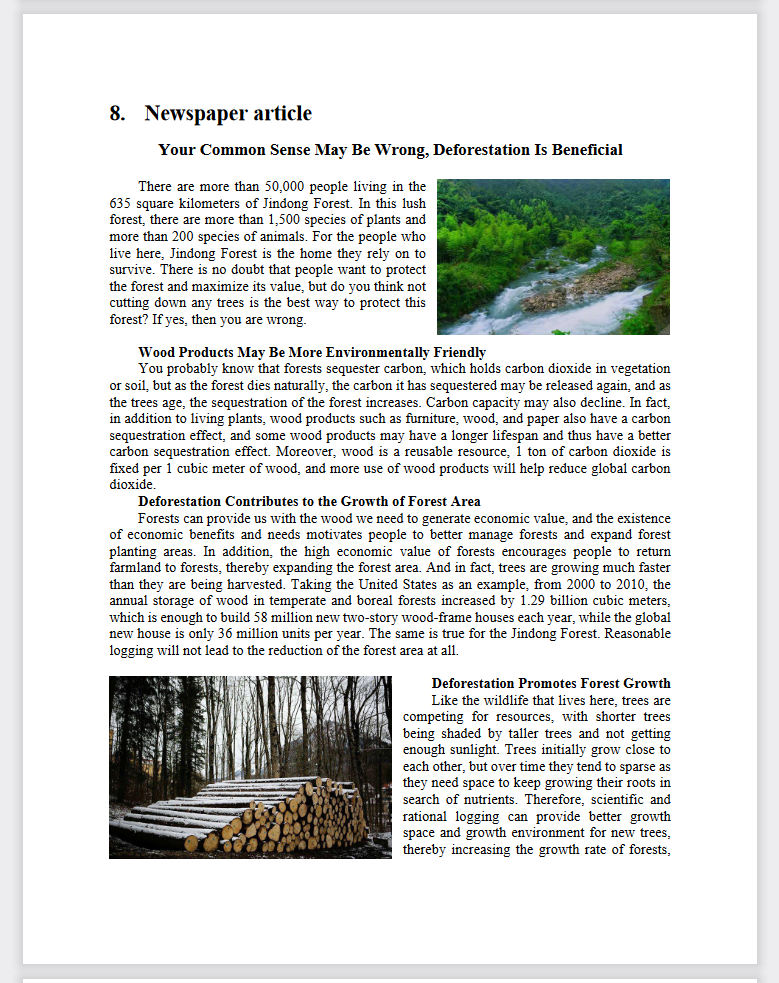 8. Newspaper article
Your Common Sense May Be Wrong, Deforestation Is Beneficial
There are more than 50,000 people living in the
635 square kilometers of Jindong Forest. In this lush
forest, there are more than 1,500 species of plants and
more than 200 species of animals. For the people who
live here, Jindong Forest is the home they rely on to
survive. There is no doubt that people want to protect
the forest and maximize its value, but do you think not
cutting down any trees is the best way to protect this
forest? If yes, then you are wrong.
Wood Products May Be More Environmentally Friendly
You probably know that forests sequester carbon, which holds carbon dioxide in vegetation
or soil, but as the forest dies naturally, the carbon it has sequestered may be released again, and as
the trees age, the sequestration of the forest increases. Carbon capacity may also decline. In fact,
in addition to living plants, wood products such as furniture, wood, and paper also have a carbon
sequestration effect, and some wood products may have a longer lifespan and thus have a better
carbon sequestration effect. Moreover, wood is a reusable resource, 1 ton of carbon dioxide is
fixed per 1 cubic meter of wood, and more use of wood products will help reduce global carbon
dioxide.
Deforestation Contributes to the Growth of Forest Area
Forests can provide us with the wood we need to generate economic value, and the existence
of economic benefits and needs motivates people to better manage forests and expand forest
planting areas. In addition, the high economic value of forests encourages people to return
farmland to forests, thereby expanding the forest area. And in fact, trees are growing much faster
than they are being harvested. Taking the United States as an example, from 2000 to 2010, the
annual storage of wood in temperate and boreal forests increased by 1.29 billion cubic meters,
which is enough to build 58 million new two-story wood-frame houses each year, while the global
new house is only 36 million units per year. The same is true for the Jindong Forest. Reasonable
logging will not lead to the reduction of the forest area at all.
Deforestation Promotes Forest Growth
Like the wildlife that lives here, trees are
competing for resources, with shorter trees
being shaded by taller trees and not getting
enough sunlight. Trees initially grow close to
each other, but over time they tend to sparse as
they need space to keep growing their roots in
search of nutrients. Therefore, scientific and
rational logging can provide better growth
space and growth environment for new trees,
thereby increasing the growth rate of forests,